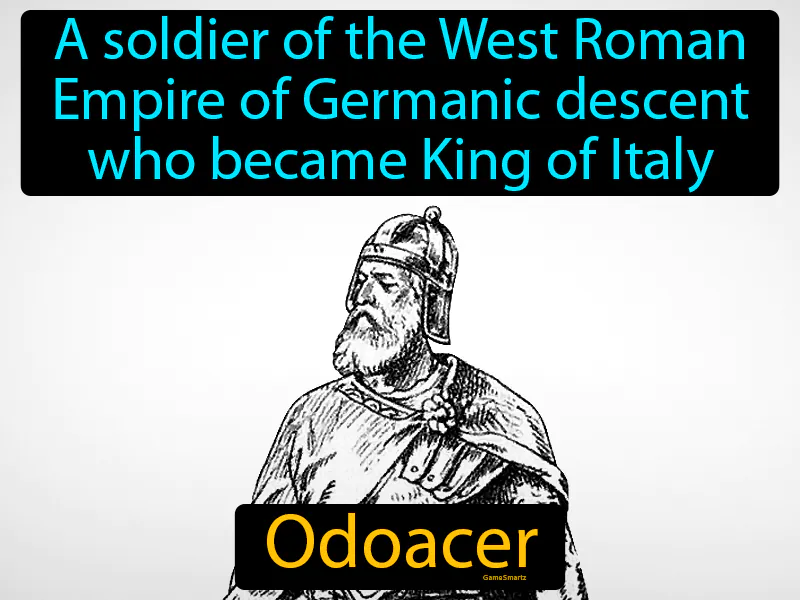 A soldier of the West Roman
Empire of Germanic descent
who became King of Italy
Odoacer
GameSmartz